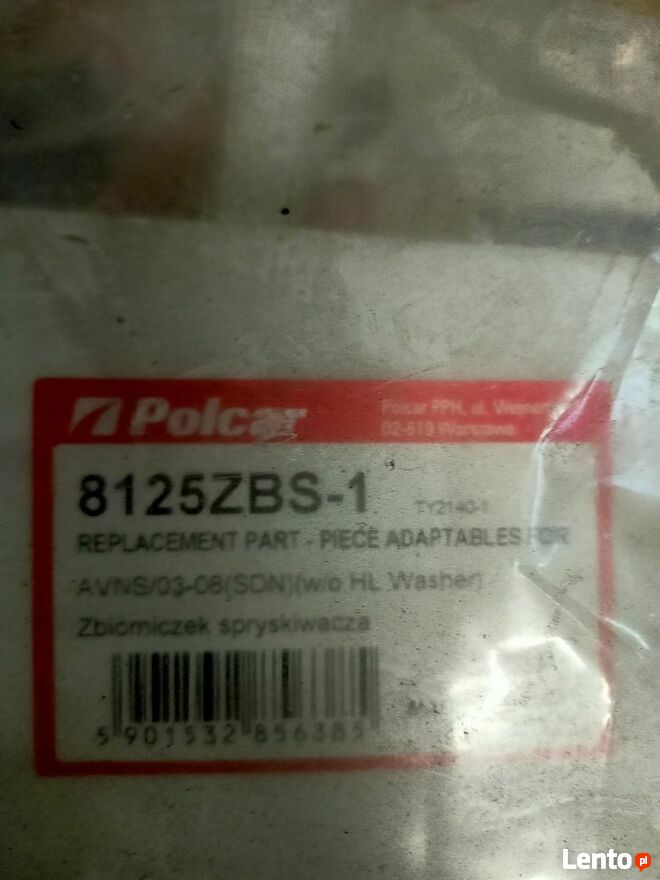 Polcar
Polcar PFH, ul.
02-519 Warszawa
8125ZBS-1 TY2140-1
REPLACEMENT PART - PIECE ADAPTABLES FOR
AVNS/03-08(SDN)(w/o HL Washer)
Zbiorniczek spryskiwacza
5 901532 856385
Lento.pl